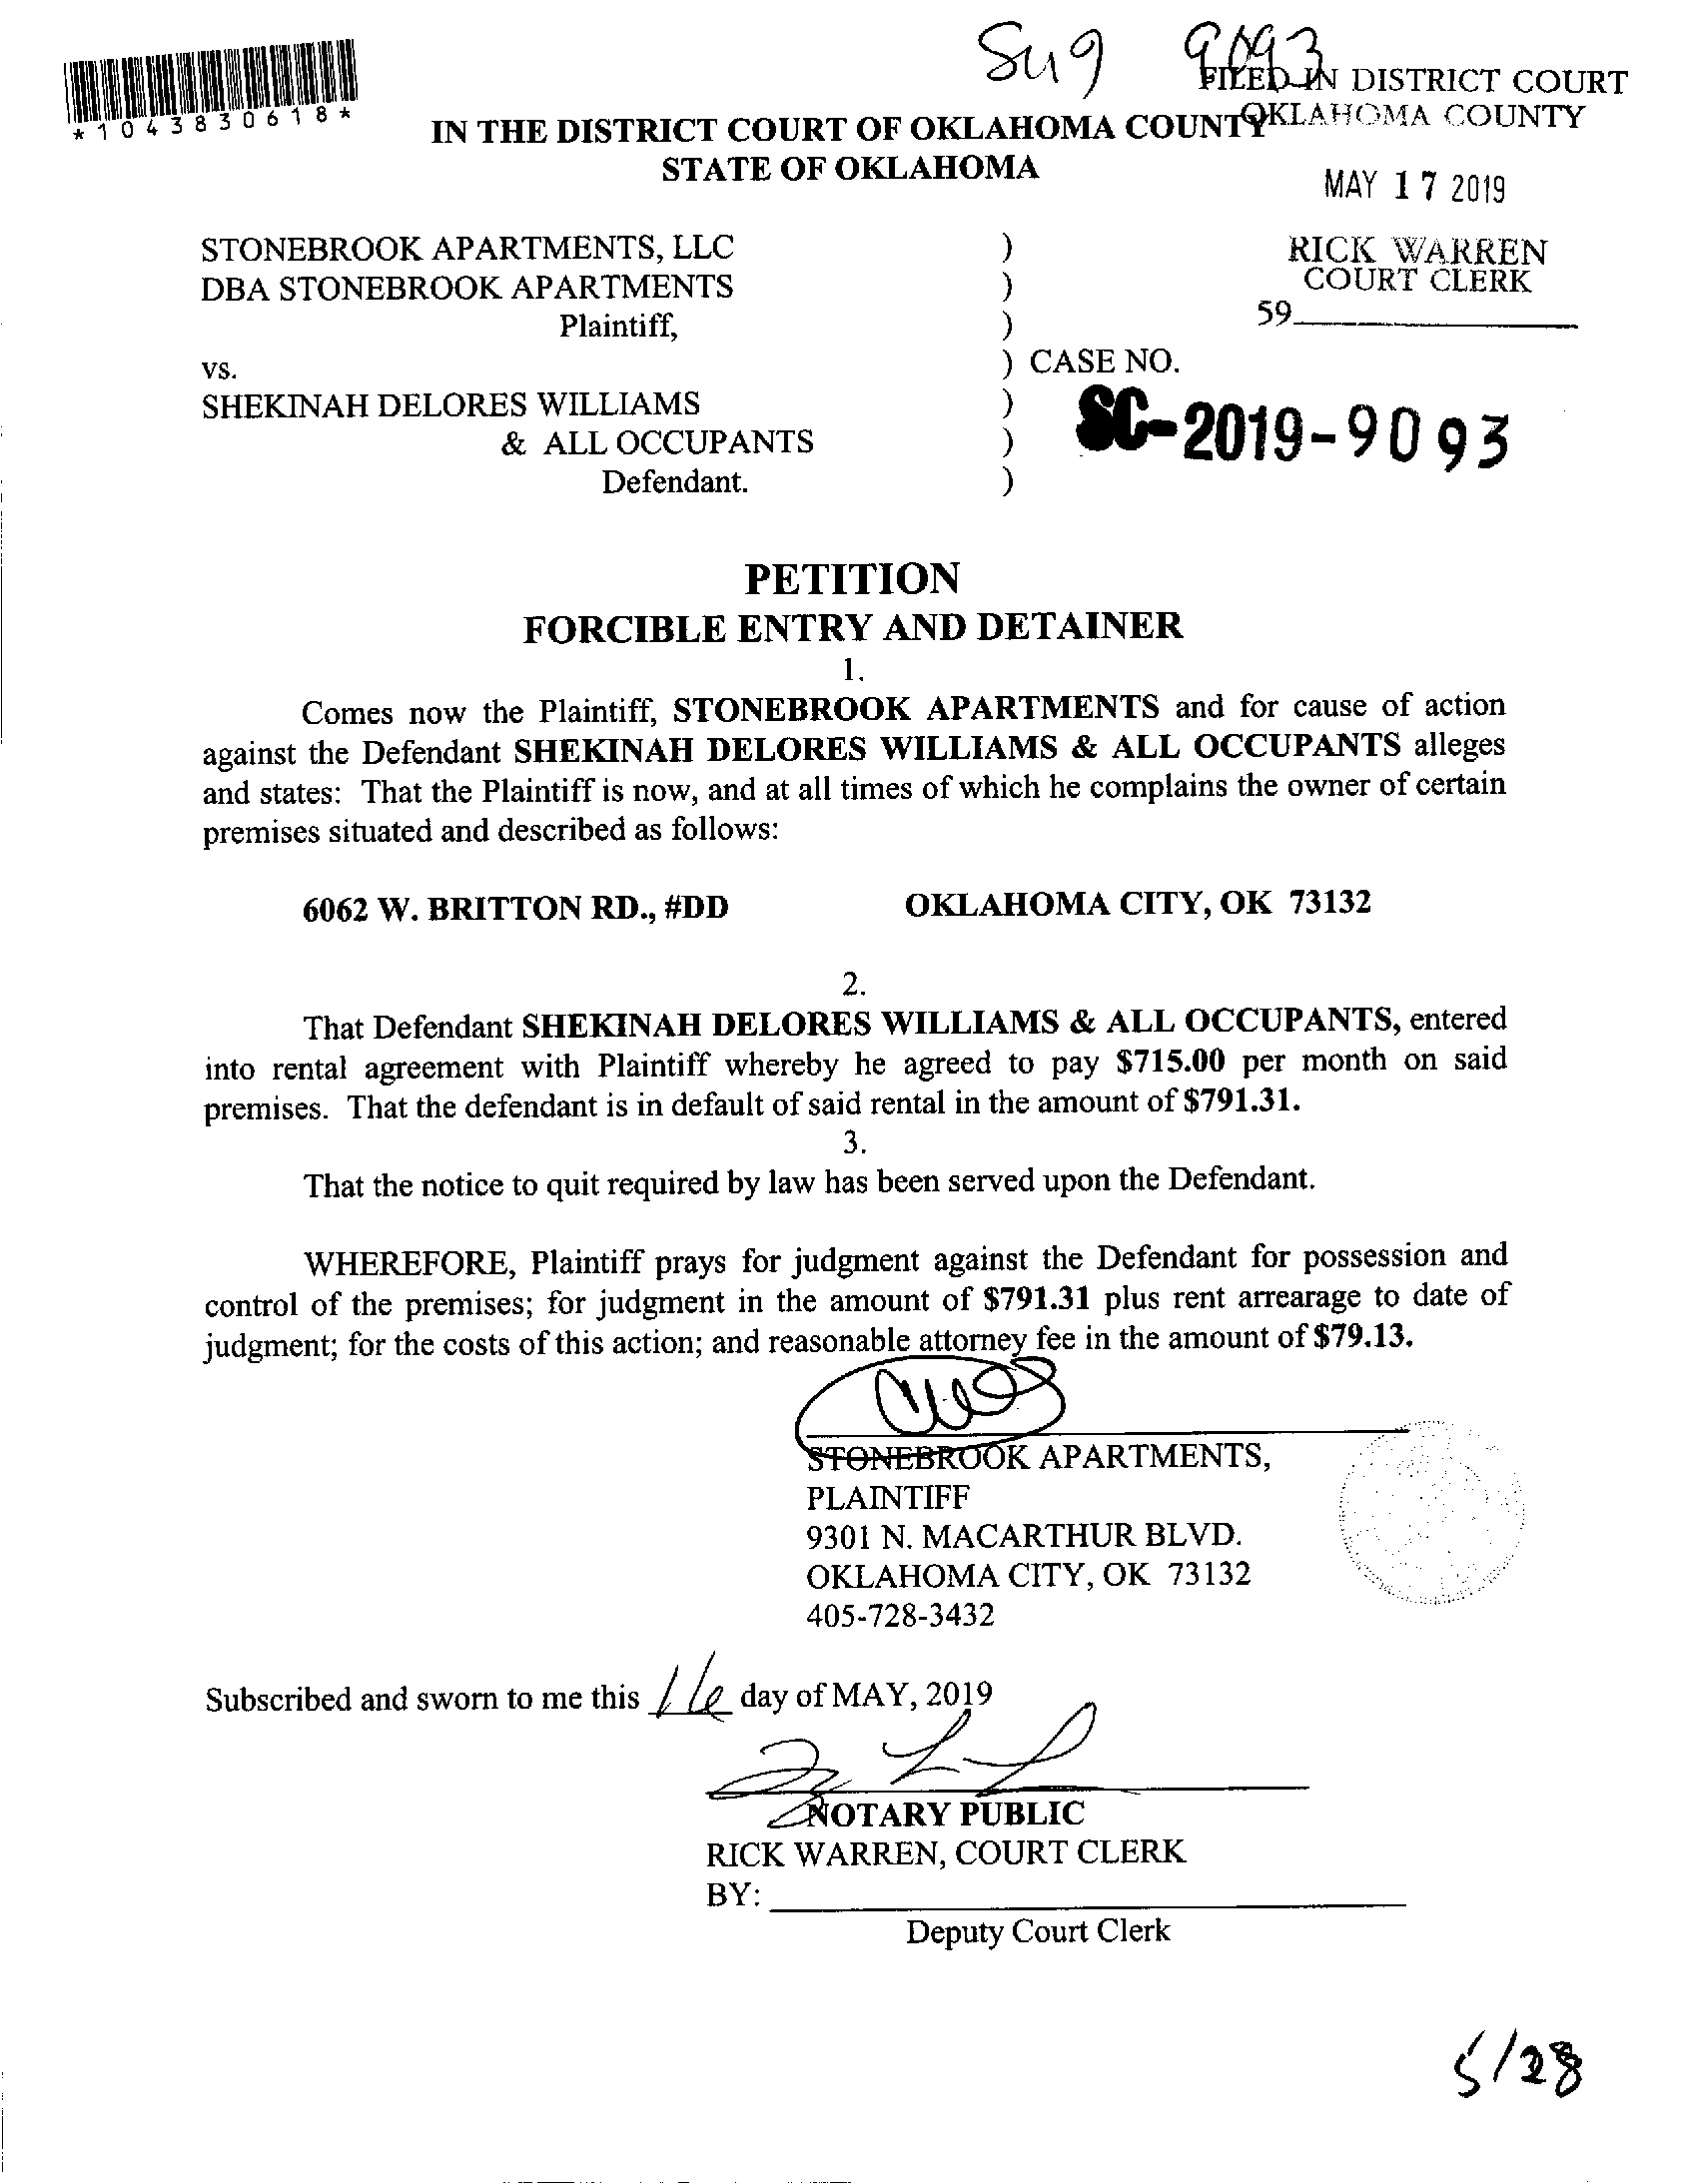 Su9 9093
*1043830618*
FILED IN DISTRICT COURT
OKLAHOMA COUNTY
IN THE DISTRICT COURT OF OKLAHOMA COUNTY
STATE OF OKLAHOMA
MAY 17 2019
RICK WARREN
COURT CLERK
59
STONEBROOK APARTMENTS, LLC )
DBA STONEBROOK APARTMENTS )
Plaintiff, )
vs. ) CASE NO.
SHEKINAH DELORES WILLIAMS ) SC-2019-9093
& ALL OCCUPANTS )
Defendant. )
PETITION
FORCIBLE ENTRY AND DETAINER
1.
Comes now the Plaintiff, STONEBROOK APARTMENTS and for cause of action
against the Defendant SHEKINAH DELORES WILLIAMS & ALL OCCUPANTS alleges
and states: That the Plaintiff is now, and at all times of which he complains the owner of certain
premises situated and described as follows:
6062 W. BRITTON RD., #DD OKLAHOMA CITY, OK 73132
2.
That Defendant SHEKINAH DELORES WILLIAMS & ALL OCCUPANTS, entered
into rental agreement with Plaintiff whereby he agreed to pay $715.00 per month on said
premises. That the defendant is in default of said rental in the amount of $791.31.
3.
That the notice to quit required by law has been served upon the Defendant.
WHEREFORE, Plaintiff prays for judgment against the Defendant for possession and
control of the premises; for judgment in the amount of $791.31 plus rent arrearage to date of
judgment; for the costs of this action; and reasonable attorney fee in the amount of $79.13.
STONEBROOK APARTMENTS,
PLAINTIFF
9301 N. MACARTHUR BLVD.
OKLAHOMA CITY, OK 73132
405-728-3432
Subscribed and sworn to me this 16 day of MAY, 2019
NOTARY PUBLIC
RICK WARREN, COURT CLERK
BY:
Deputy Court Clerk
5/28